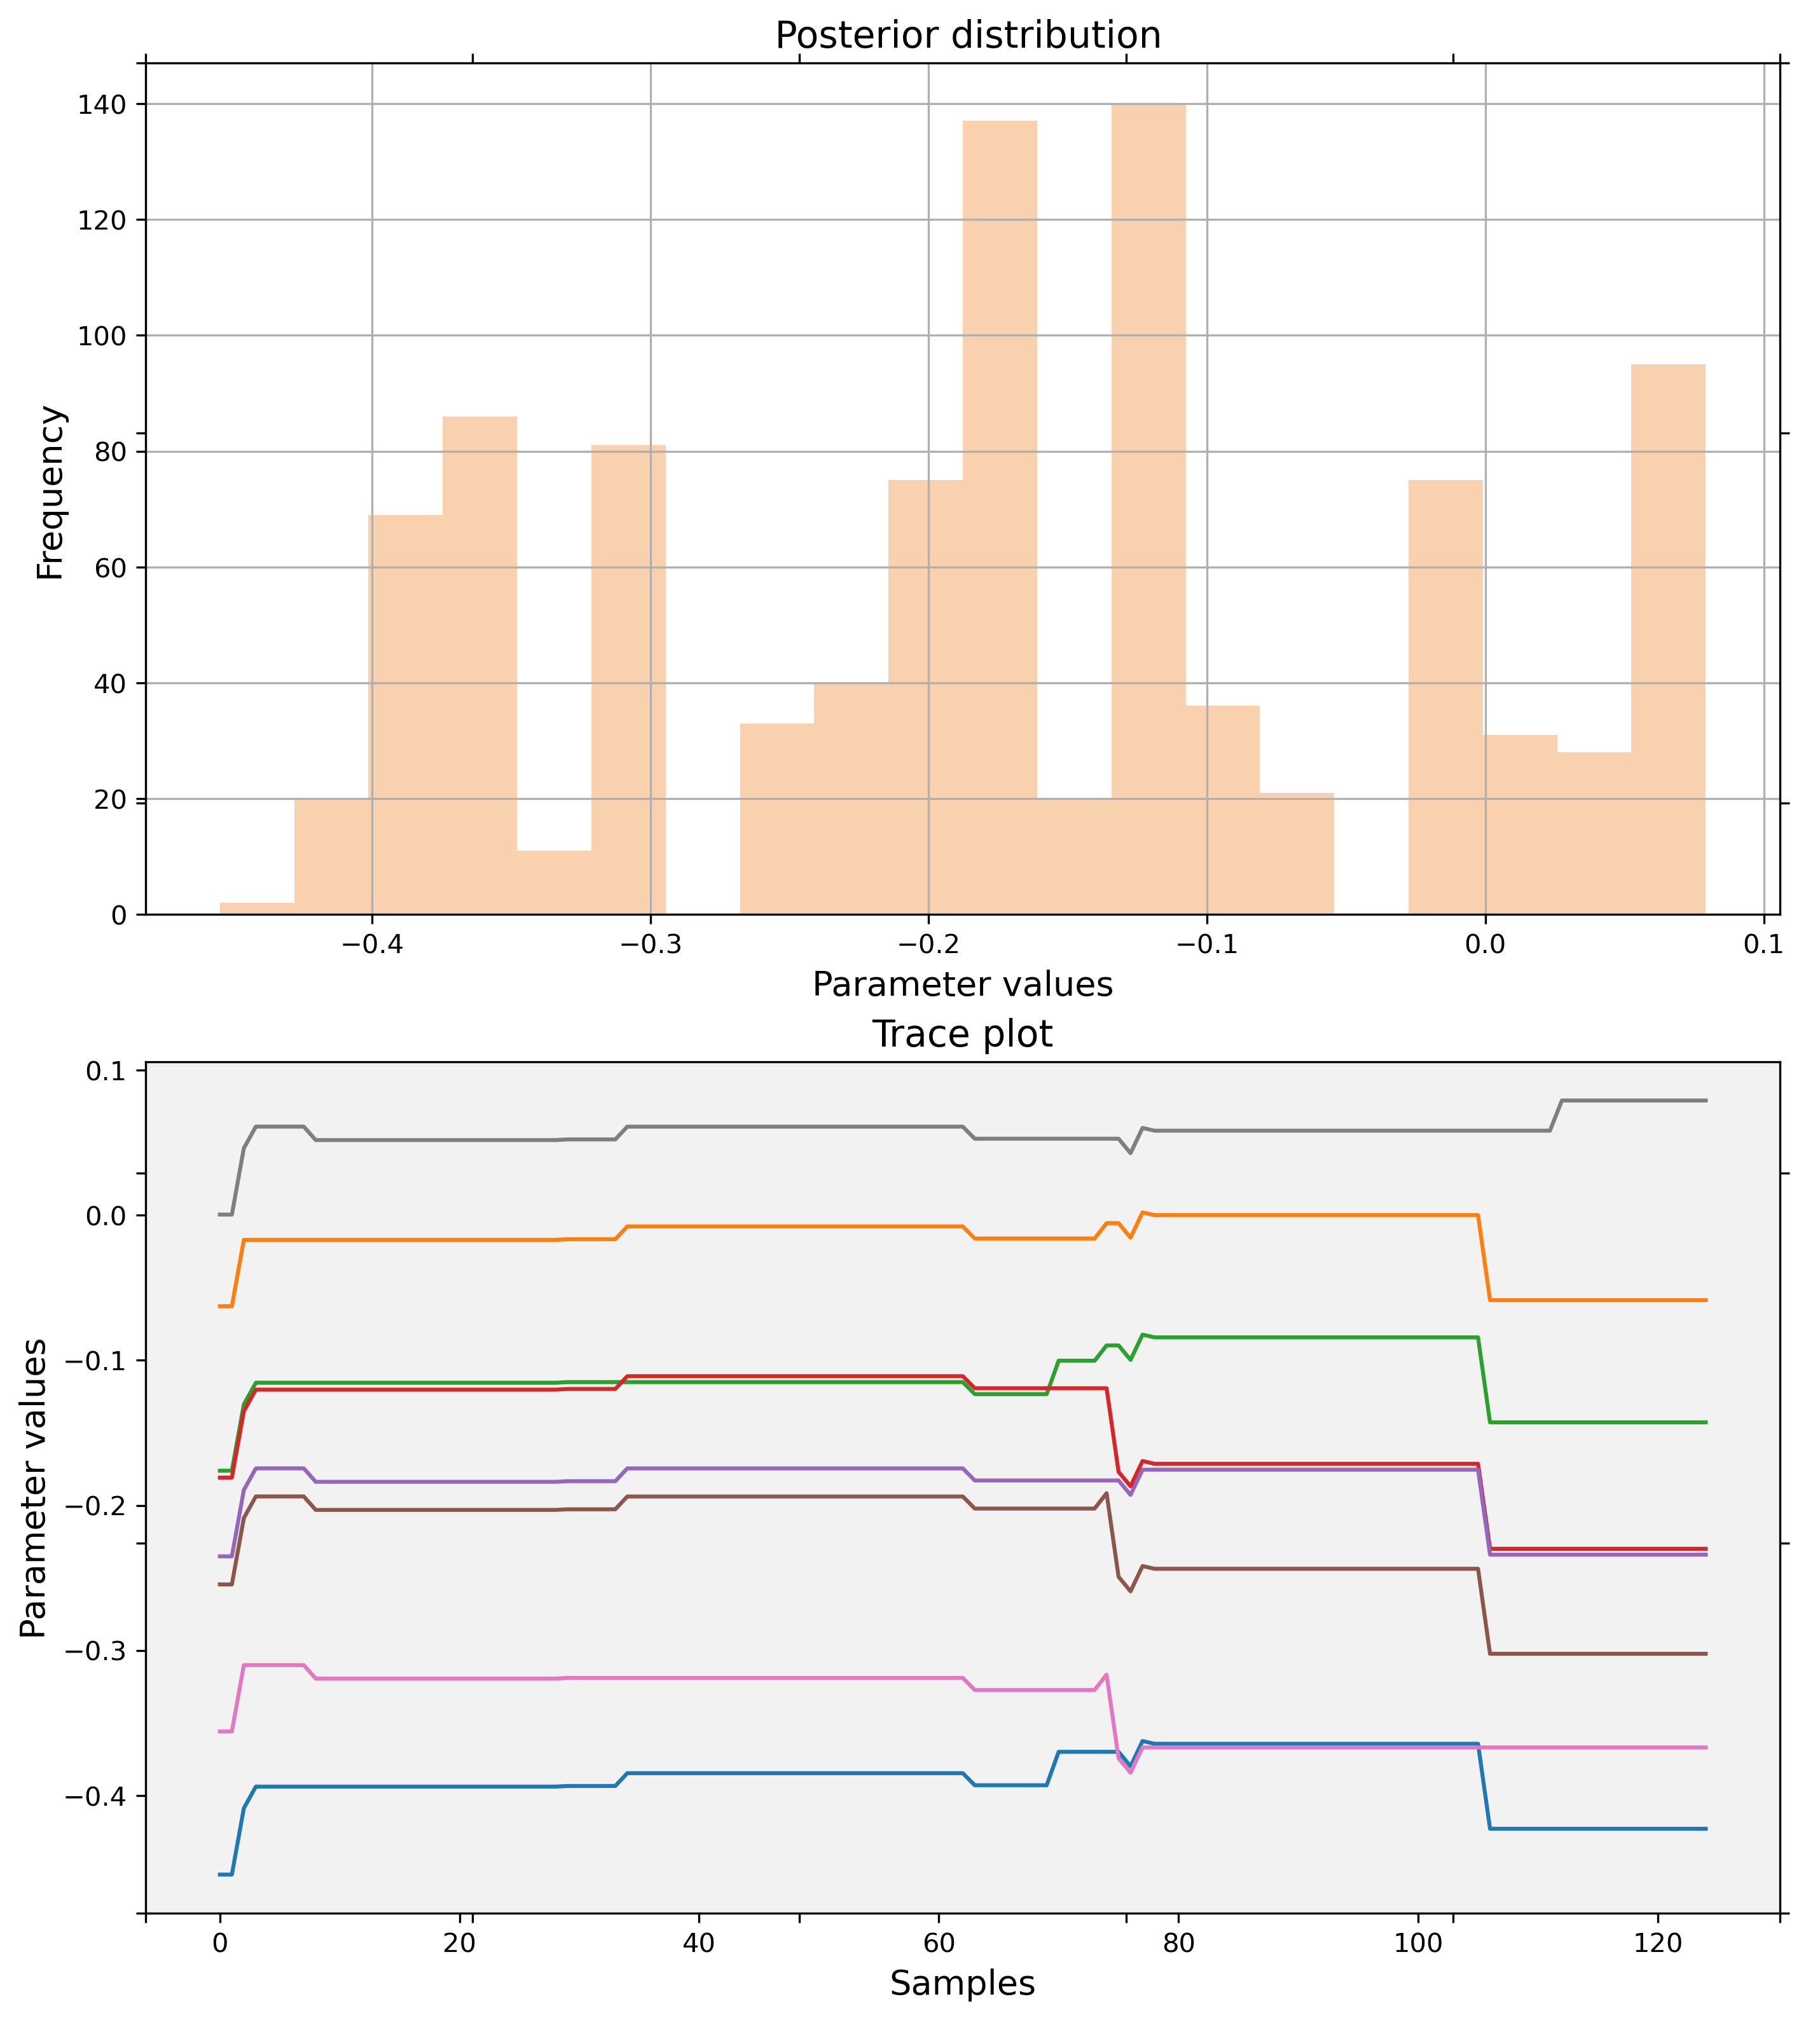 Posterior distribution
140
120
100
80
60
40
20
0
Frequency
−0.4 −0.3 −0.2 −0.1 0.0 0.1
Parameter values
Trace plot
0.1
0.0
−0.1
−0.2
−0.3
−0.4
Parameter values
0 20 40 60 80 100 120
Samples